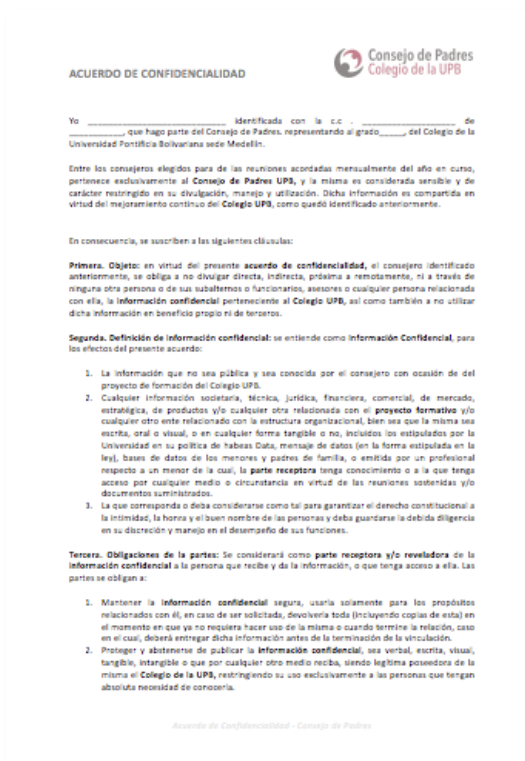 Consejo de Padres
Colegio de la UPB
ACUERDO DE CONFIDENCIALIDAD
Yo ____________________________ identificada con la c.c . ___________________ de
___________, que hago parte del Consejo de Padres, representando al grado_____, del Colegio de la
Universidad Pontificia Bolivariana sede Medellín.
Entre los consejeros elegidos para de las reuniones acordadas mensualmente del año en curso,
pertenece exclusivamente al Consejo de Padres UPB, y la misma es considerada sensible y de
carácter restringido en su divulgación, manejo y utilización. Dicha información es compartida en
virtud del mejoramiento continuo del Colegio UPB, como quedó identificado anteriormente.
En consecuencia, se suscriben a las siguientes cláusulas:
Primera. Objeto: en virtud del presente acuerdo de confidencialidad, el consejero identificado
anteriormente, se obliga a no divulgar directa, indirecta, próxima a remotamente, ni a través de
ninguna otra persona o de sus subalternos o funcionarios, asesores o cualquier persona relacionada
con ella, la información confidencial perteneciente al Colegio UPB, así como también a no utilizar
dicha información en beneficio propio ni de terceros.
Segunda. Definición de información confidencial: se entiende como Información Confidencial, para
los efectos del presente acuerdo:
1. La información que no sea pública y sea conocida por el consejero con ocasión de del
proyecto de formación del Colegio UPB.
2. Cualquier información societaria, técnica, jurídica, financiera, comercial, de mercado,
estratégica, de productos y/o cualquier otra relacionada con el proyecto formativo y/o
cualquier otro ente relacionado con la estructura organizacional, bien sea que la misma sea
escrita, oral o visual, o en cualquier forma tangible o no, incluidos los estipulados por la
Universidad en su política de habeas Data, mensaje de datos (en la forma estipulada en la
ley), bases de datos de los menores y padres de familia, o emitida por un profesional
respecto a un menor de la cual, la parte receptora tenga conocimiento o a la que tenga
acceso por cualquier medio o circunstancia en virtud de las reuniones sostenidas y/o
documentos suministrados.
3. La que corresponda o deba considerarse como tal para garantizar el derecho constitucional a
la intimidad, la honra y el buen nombre de las personas y deba guardarse la debida diligencia
en su discreción y manejo en el desempeño de sus funciones.
Tercera. Obligaciones de la partes: Se considerará como parte receptora y/o reveladora de la
información confidencial a la persona que recibe y da la información, o que tenga acceso a ella. Las
partes se obligan a:
1. Mantener la información confidencial segura, usarla solamente para los propósitos
relacionados con él, en caso de ser solicitada, devolverla toda (incluyendo copias de esta) en
el momento en que ya no requiera hacer uso de la misma o cuando termine la relación, caso
en el cual, deberá entregar dicha información antes de la terminación de la vinculación.
2. Proteger y abstenerse de publicar la información confidencial, sea verbal, escrita, visual,
tangible, intangible o que por cualquier otro medio reciba, siendo legítima poseedora de la
misma el Colegio de la UPB, restringiendo su uso exclusivamente a las personas que tengan
absoluta necesidad de conocerla.
Acuerdo de Confidencialidad - Consejo de Padres